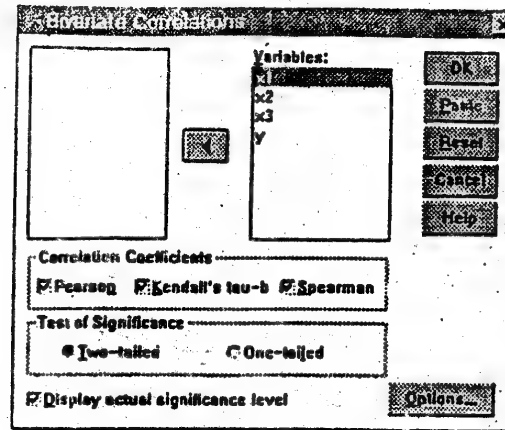 Bivariate Correlations
Variables:
x1
x2
x3
y
OK
Paste
Reset
Cancel
Help
Correlation Coefficients
Pearson Kendall's tau-b Spearman
Test of Significance
Two-tailed One-tailed
Display actual significance level
Options...